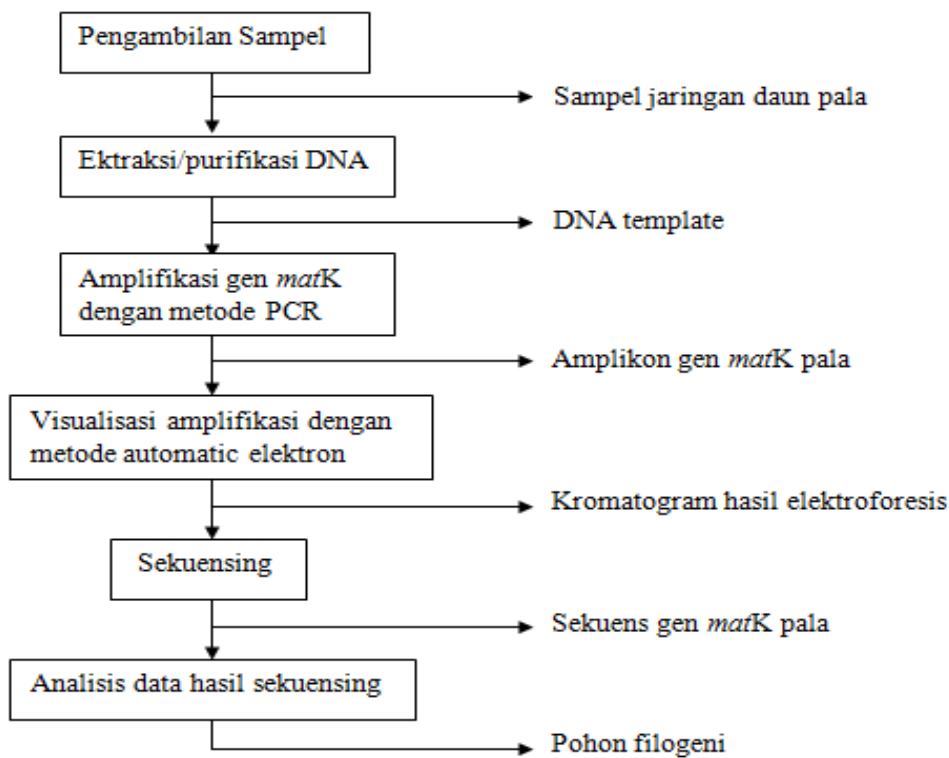 Pengambilan Sampel
Sampel jaringan daun pala
Ektraksi/purifikasi DNA
DNA template
Amplifikasi gen matK
dengan metode PCR
Amplikon gen matK pala
Visualisasi amplifikasi dengan
metode automatic elektron
Kromatogram hasil elektroforesis
Sekuensing
Sekuens gen matK pala
Analisis data hasil sekuensing
Pohon filogeni